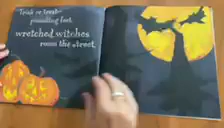 Trick or treat
pounding feet,
wretched witches
roam the street.